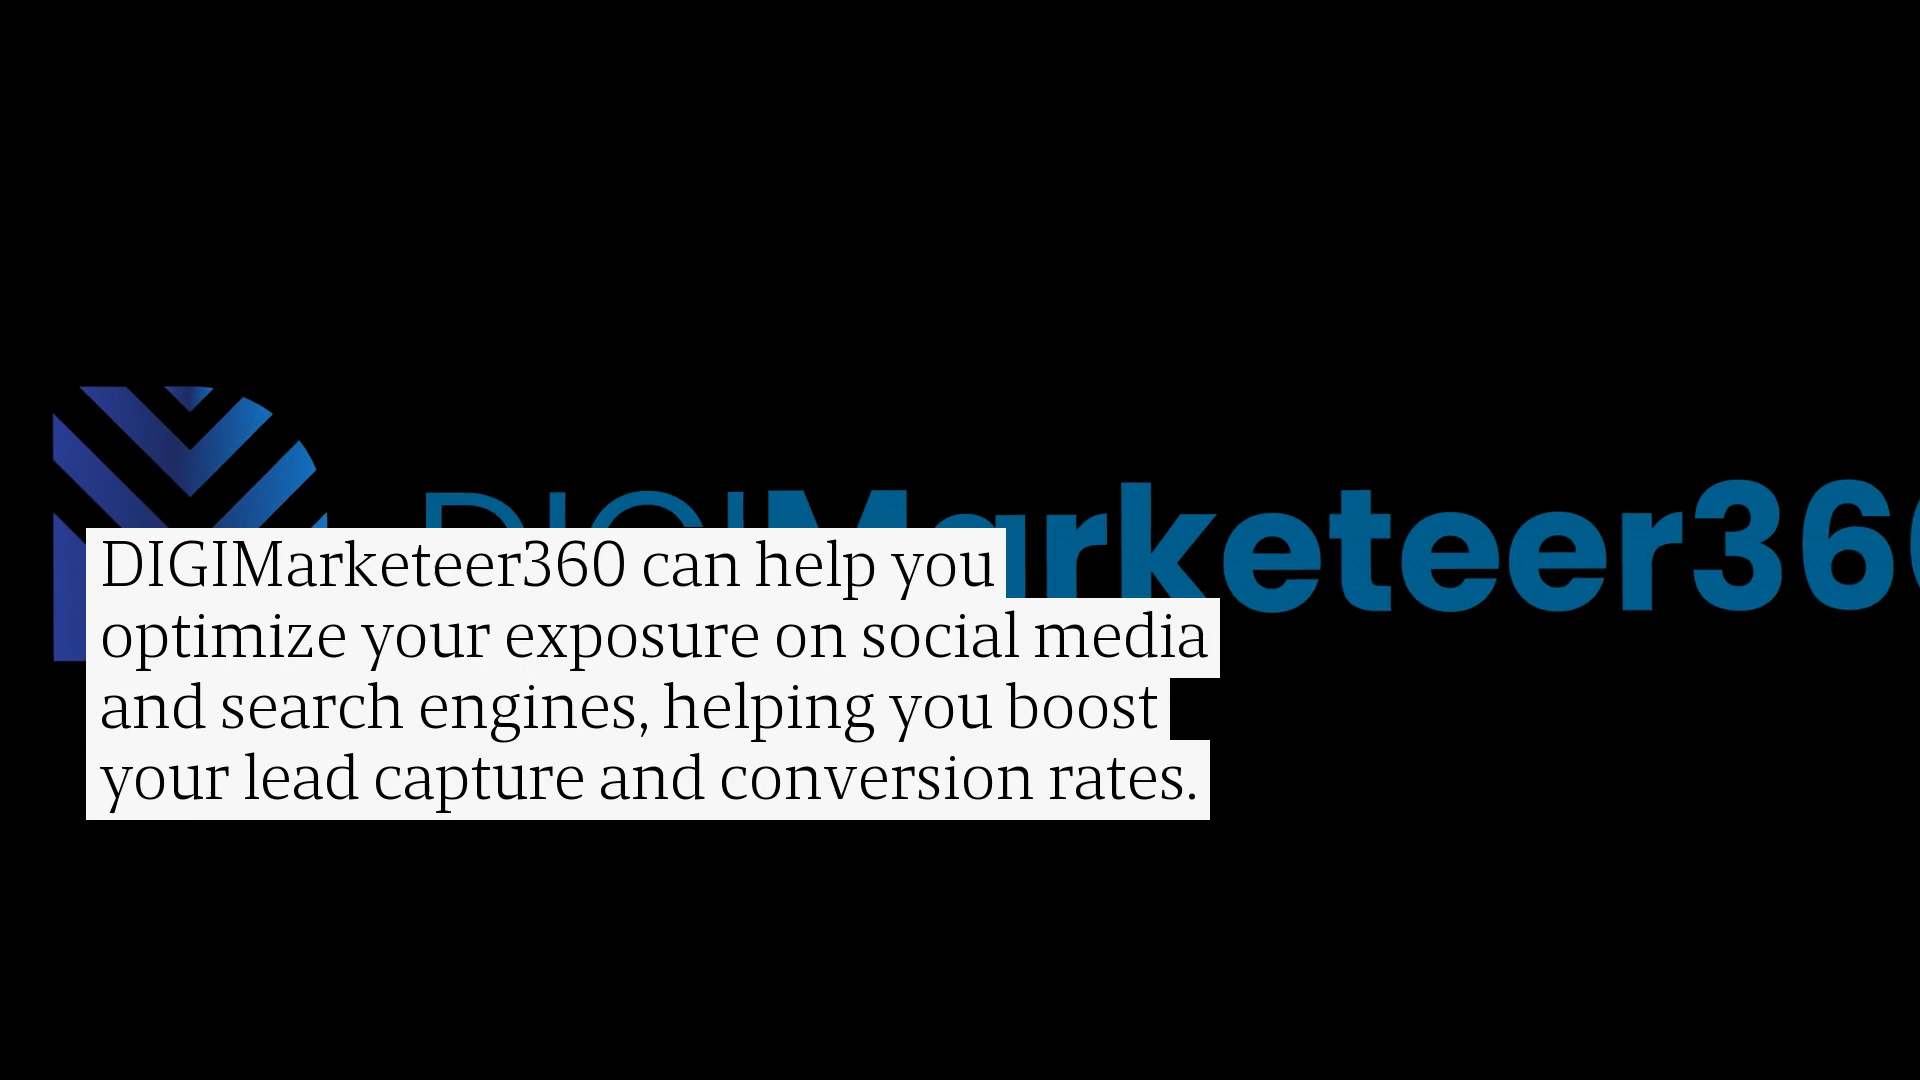 DIGIMarketeer360
DIGIMarketeer360 can help you
optimize your exposure on social media
and search engines, helping you boost
your lead capture and conversion rates.